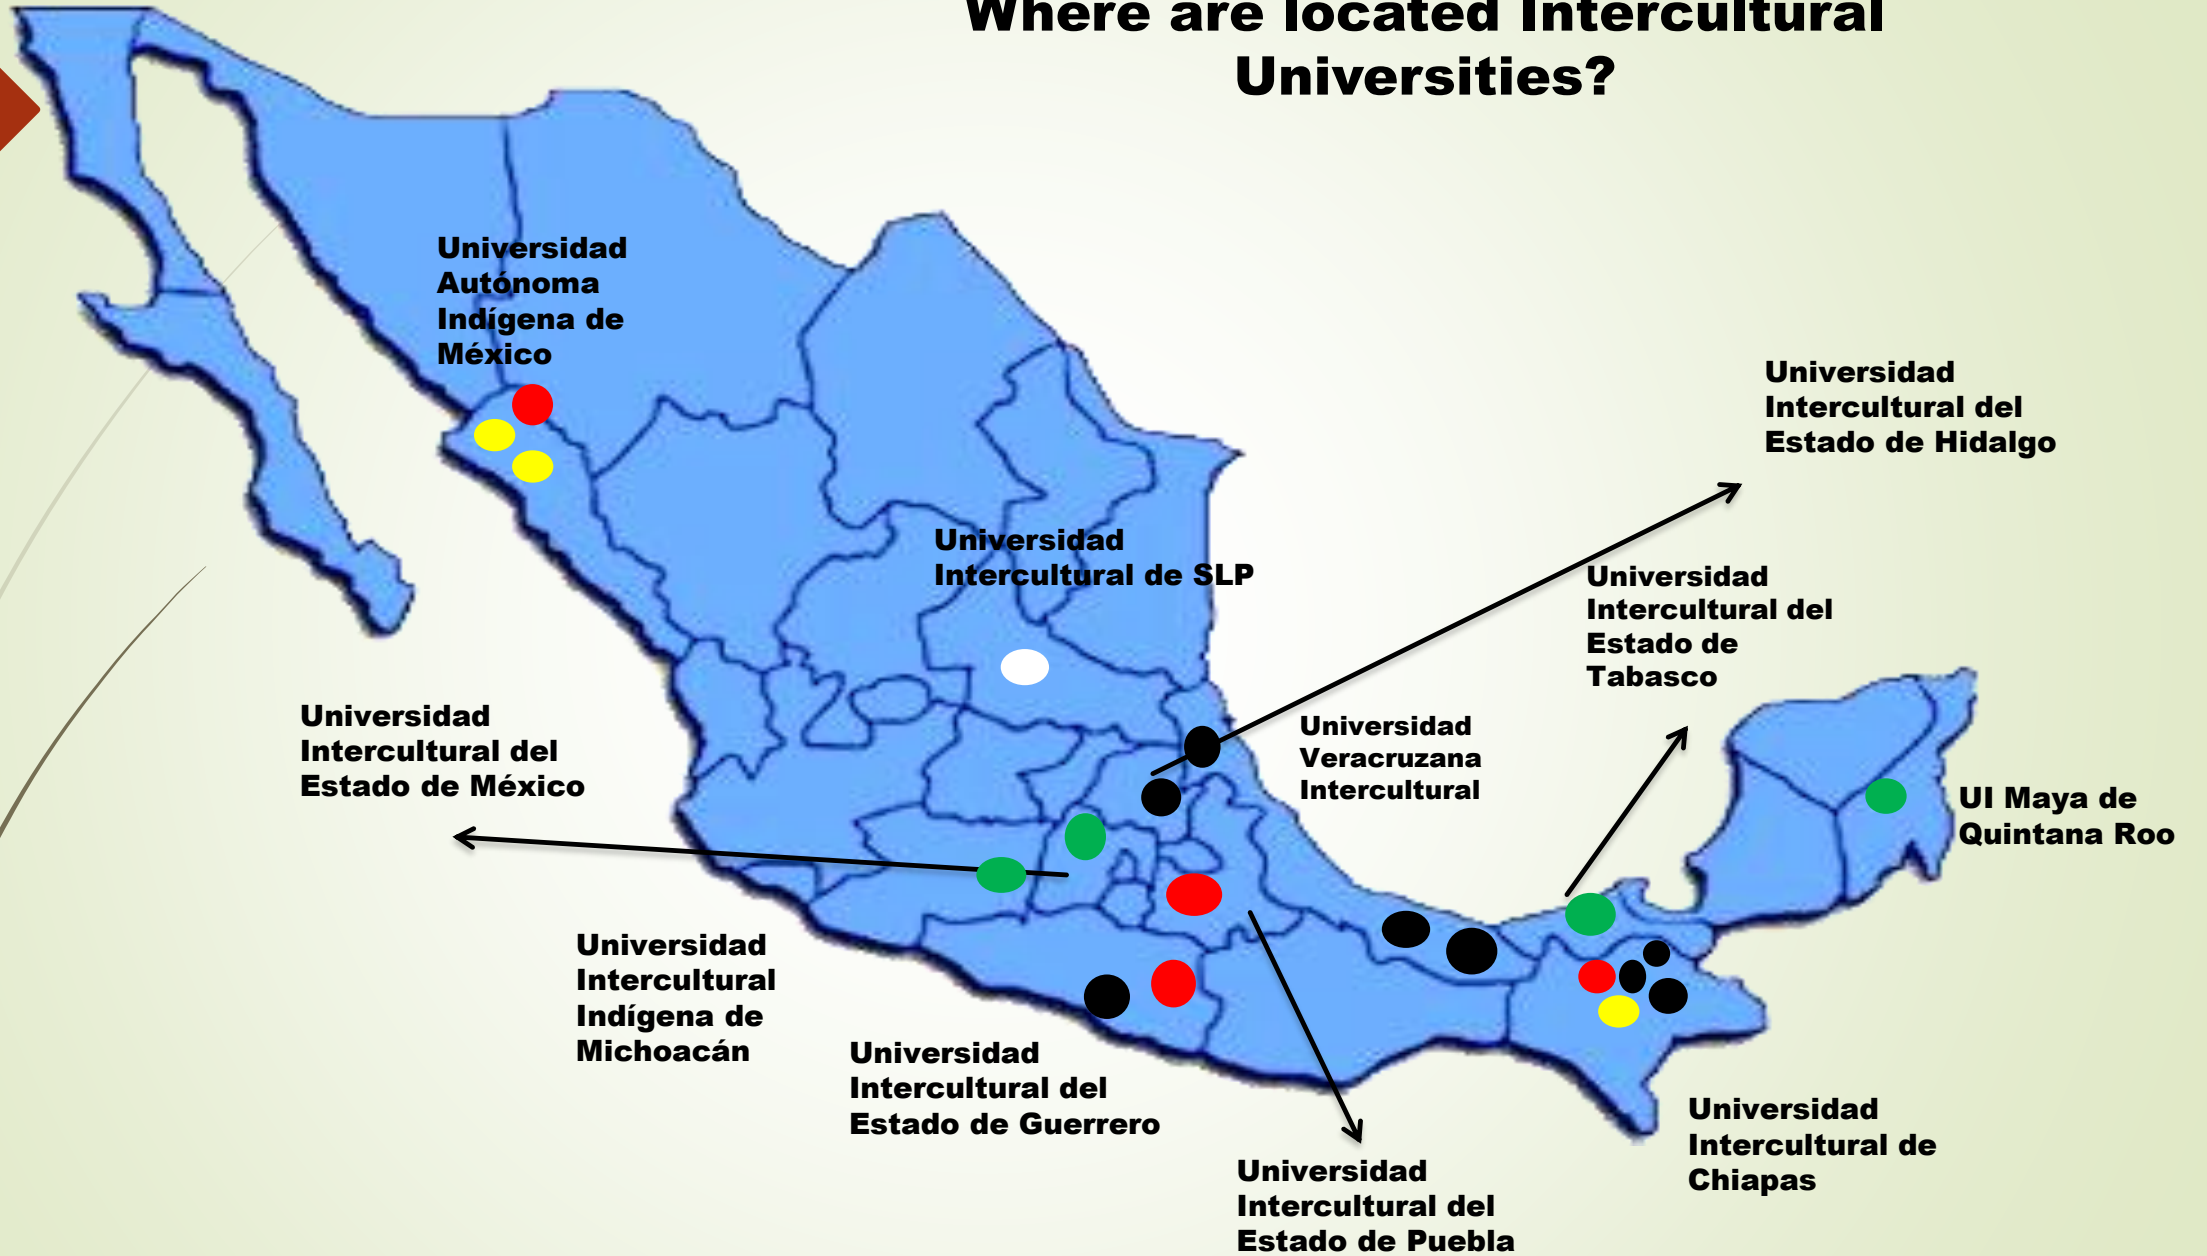 Where are located Intercultural
Universities?
Universidad
Autónoma
Indígena de
México
Universidad
Intercultural del
Estado de Hidalgo
Universidad
Intercultural de SLP
Universidad
Intercultural del
Estado de
Tabasco
Universidad
Intercultural del
Estado de México
Universidad
Veracruzana
Intercultural
UI Maya de
Quintana Roo
Universidad
Intercultural
Indígena de
Michoacán
Universidad
Intercultural del
Estado de Guerrero
Universidad
Intercultural de
Chiapas
Universidad
Intercultural del
Estado de Puebla